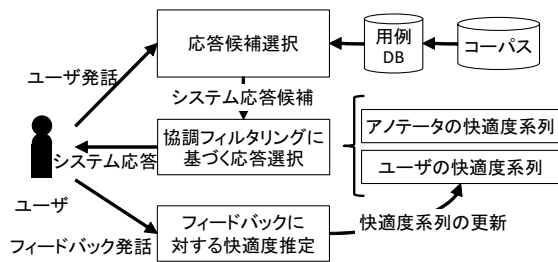 応答候補選択
用例
DB
コーパス
ユーザ発話
システム応答候補
協調フィルタリングに
基づく応答選択
アノテータの快適度系列
ユーザの快適度系列
システム応答
ユーザ
フィードバック発話
フィードバックに
対する快適度推定
快適度系列の更新